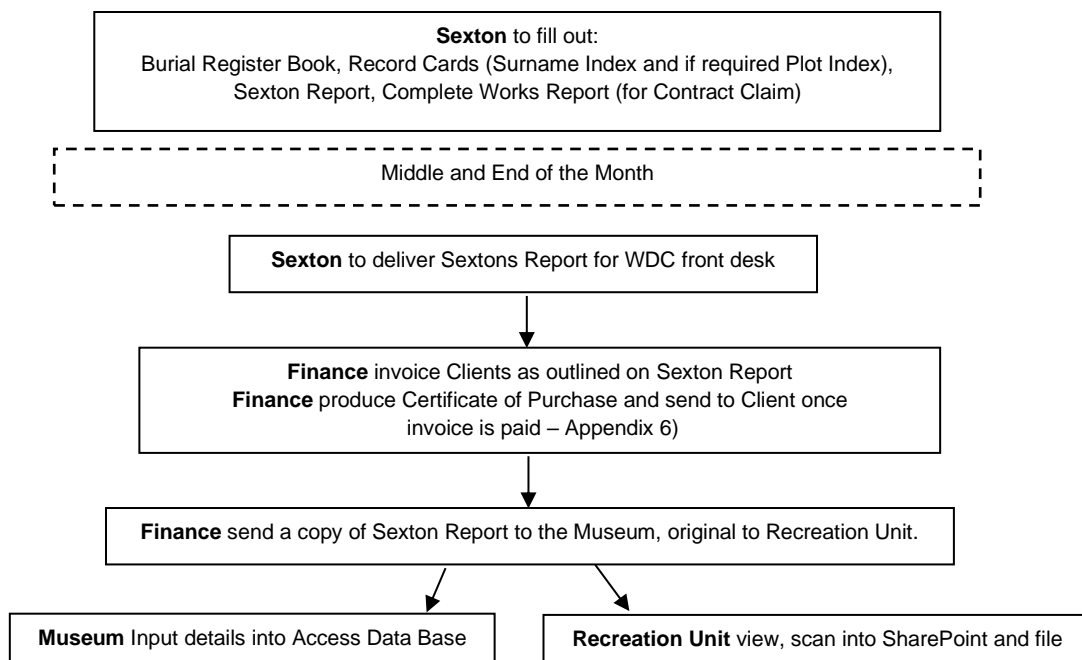 Sexton to fill out:
Burial Register Book, Record Cards (Surname Index and if required Plot Index),
Sexton Report, Complete Works Report (for Contract Claim)
Middle and End of the Month
Sexton to deliver Sextons Report for WDC front desk
Finance invoice Clients as outlined on Sexton Report
Finance produce Certificate of Purchase and send to Client once
invoice is paid – Appendix 6)
Finance send a copy of Sexton Report to the Museum, original to Recreation Unit.
Museum Input details into Access Data Base
Recreation Unit view, scan into SharePoint and file